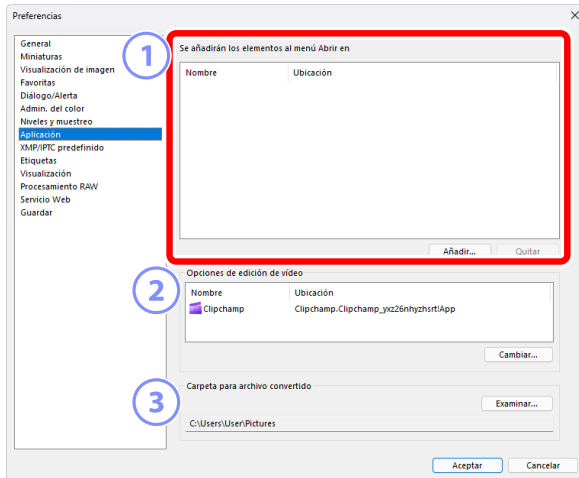 Preferencias
General
Miniaturas
Visualización de imagen
Favoritas
Diálogo/Alerta
Admin. del color
Niveles y muestreo
Aplicación
XMP/IPTC predefinido
Etiquetas
Visualización
Procesamiento RAW
Servicio Web
Guardar
1
Se añadirán los elementos al menú Abrir en
Nombre Ubicación
Añadir... Quitar
2
Opciones de edición de vídeo
Nombre Ubicación
Clipchamp Clipchamp.Clipchamp_yxz26nhyzhsrt!App
Cambiar...
3
Carpeta para archivo convertido
Examinar...
C:\Users\User\Pictures
Aceptar Cancelar